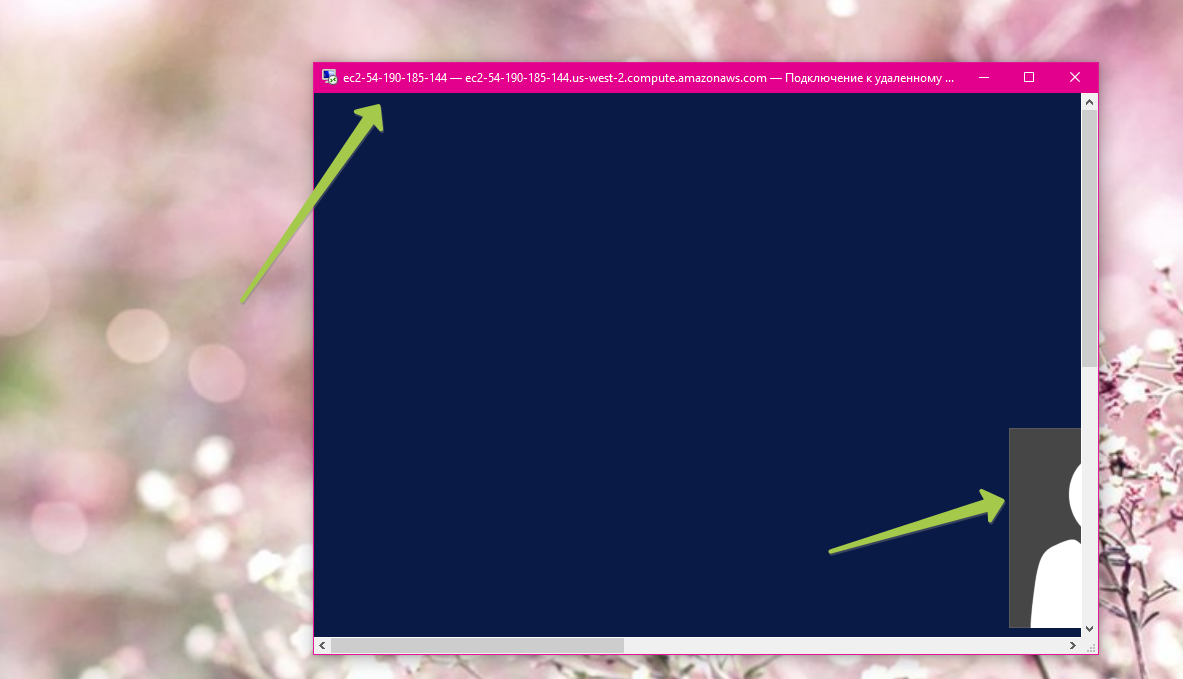 ec2-54-190-185-144 — ec2-54-190-185-144.us-west-2.compute.amazonaws.com — Подключение к удаленному ...